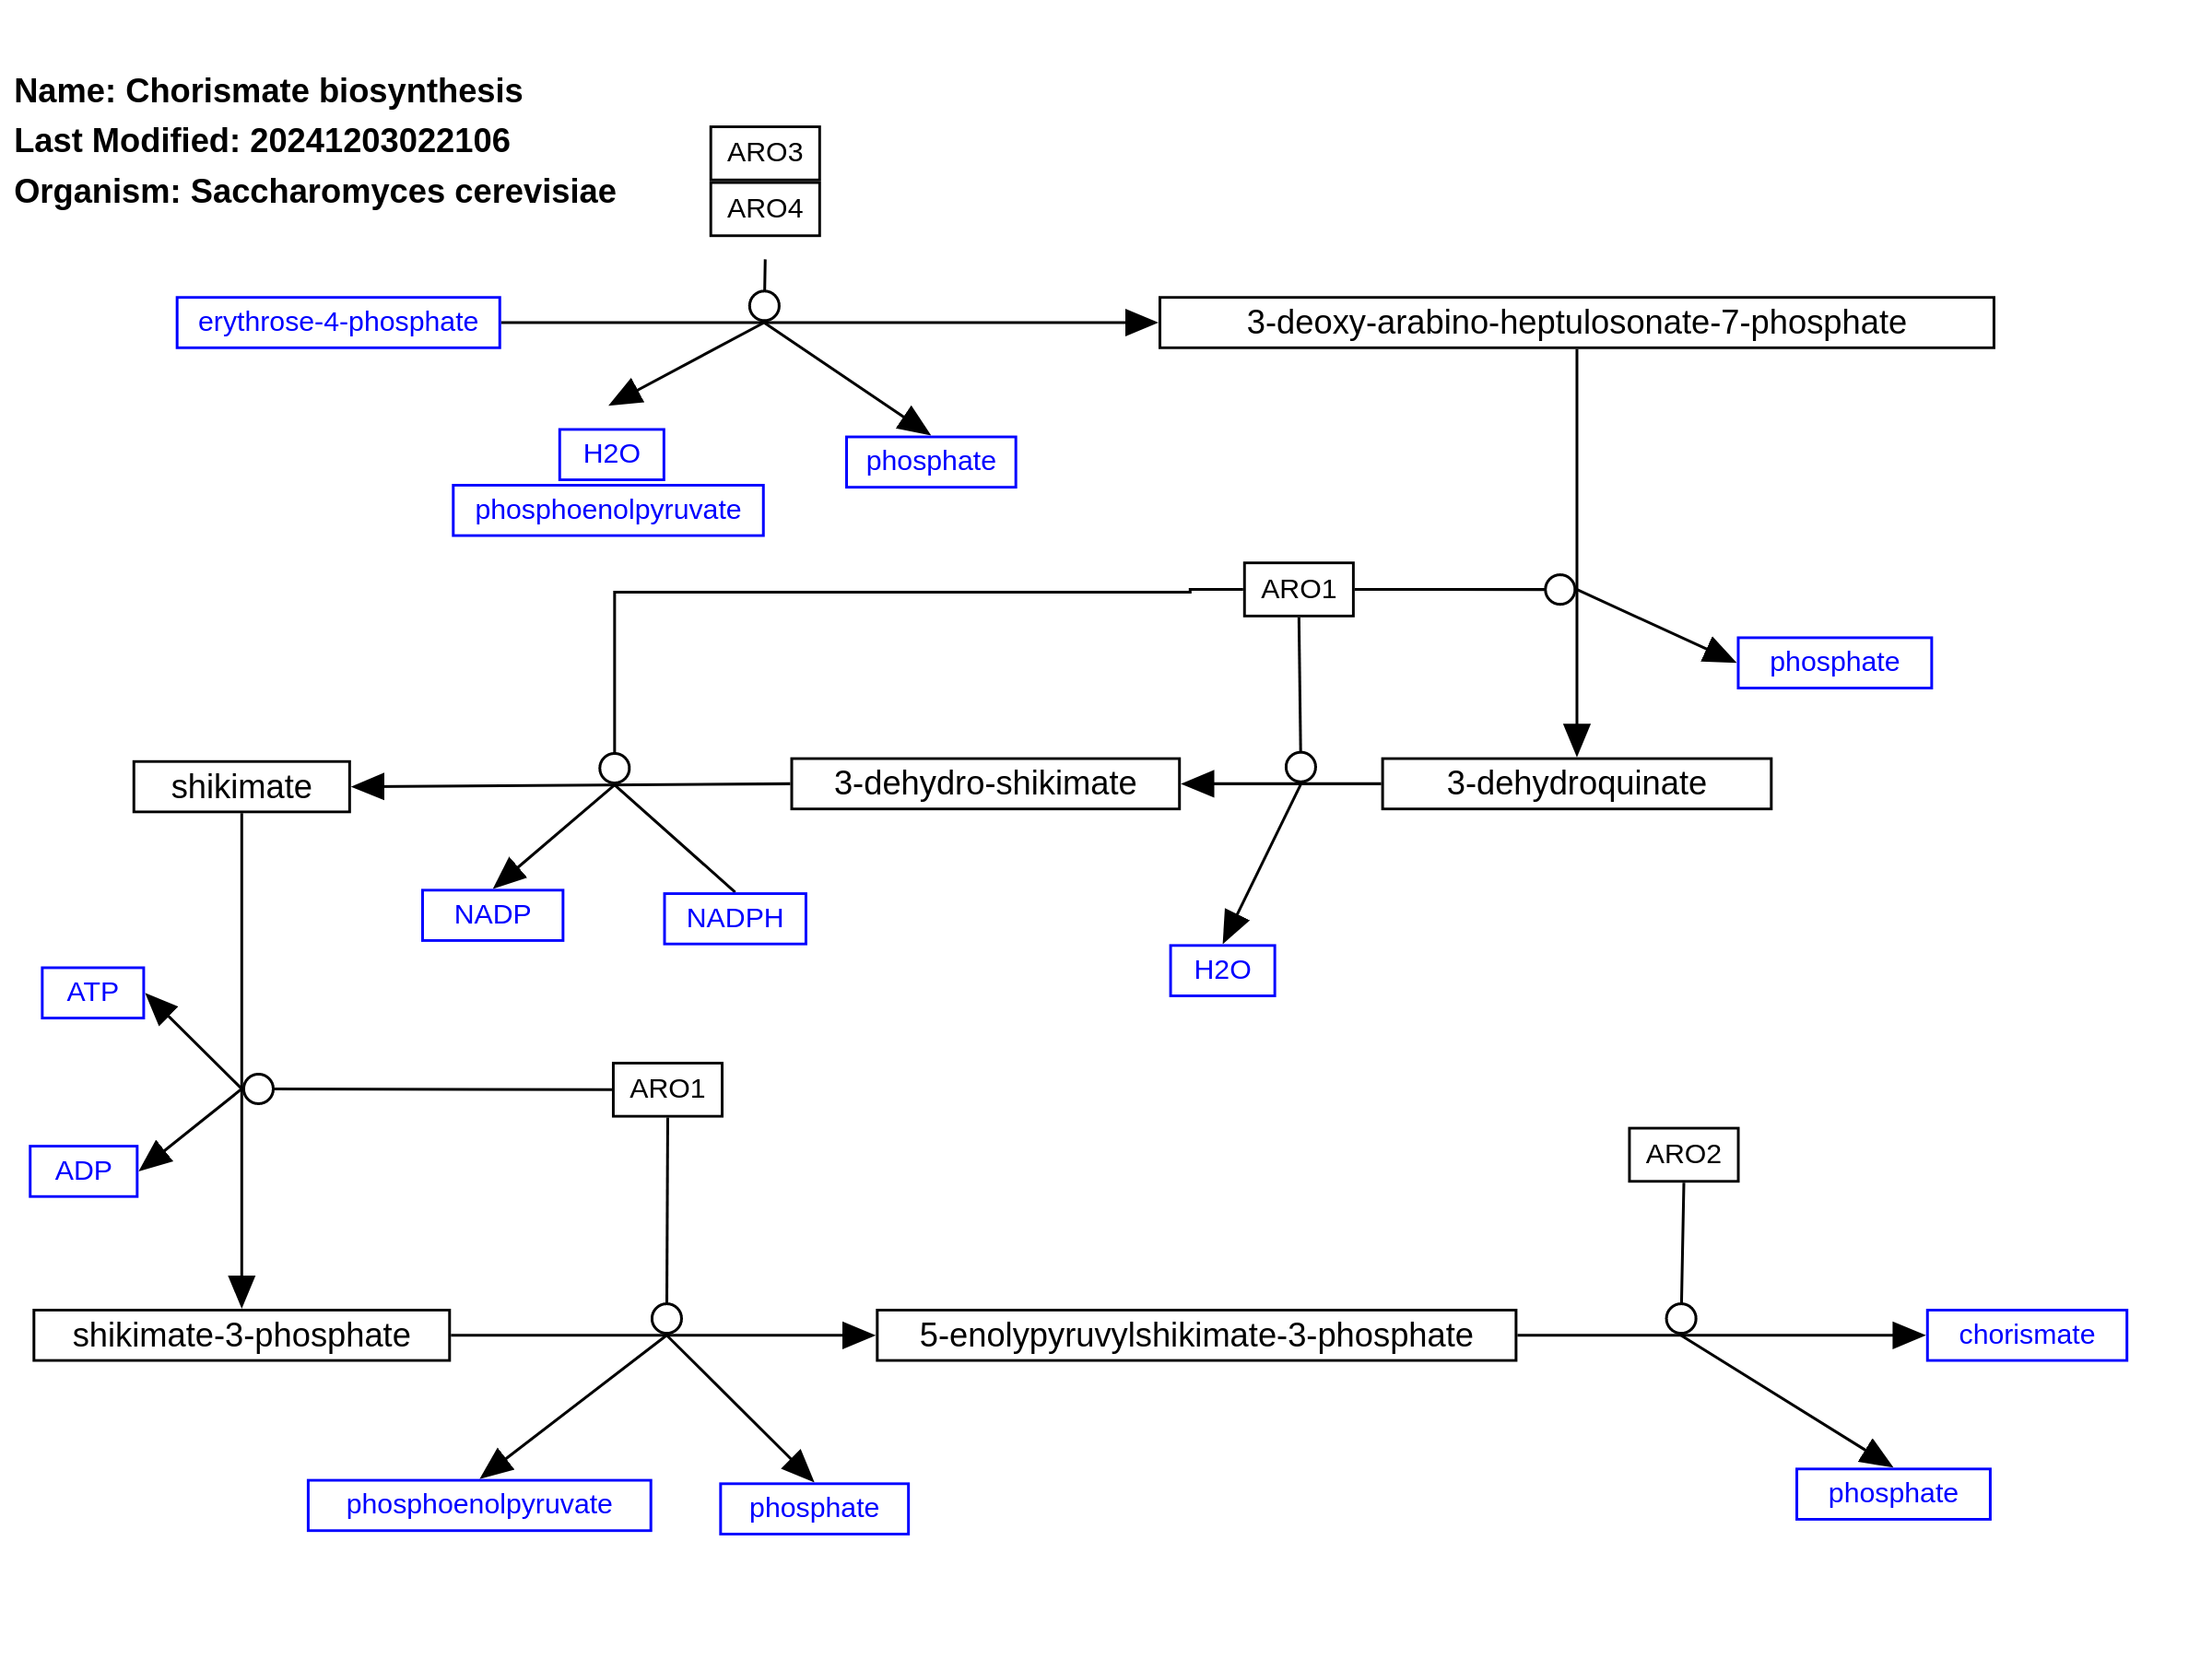 Name: Chorismate biosynthesis
Last Modified: 20241203022106
Organism: Saccharomyces cerevisiae
ARO3
ARO4
erythrose-4-phosphate
3-deoxy-arabino-heptulosonate-7-phosphate
H2O
phosphate
phosphoenolpyruvate
ARO1
phosphate
shikimate
3-dehydro-shikimate
3-dehydroquinate
NADP
NADPH
H2O
ATP
ARO1
ADP
ARO2
shikimate-3-phosphate
5-enolypyruvylshikimate-3-phosphate
chorismate
phosphoenolpyruvate
phosphate
phosphate